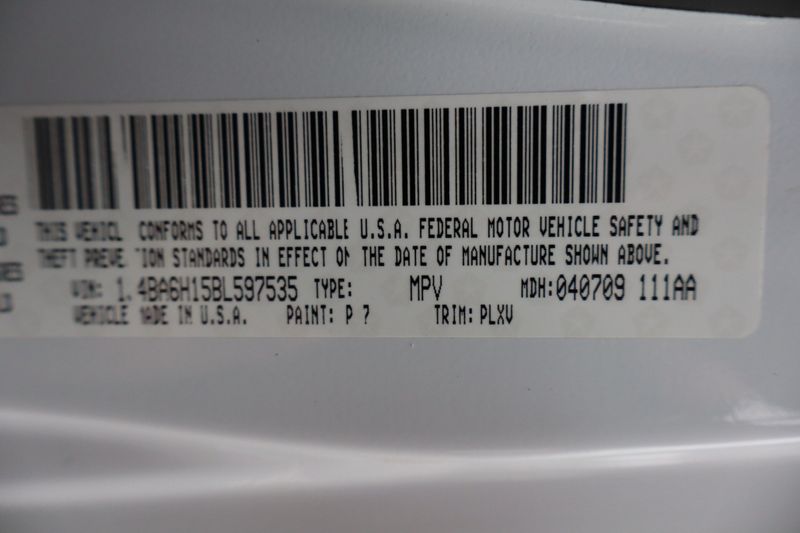 THIS VEHICL CONFORMS TO ALL APPLICABLE U.S.A. FEDERAL MOTOR VEHICLE SAFETY AND
THEFT PREVE TION STANDARDS IN EFFECT ON THE DATE OF MANUFACTURE SHOWN ABOVE.
VIN: 1 4BA6H15BL597535 TYPE: MPV MDH:040709 111AA
VEHICLE MADE IN U.S.A. PAINT: P 7 TRIM: PLXV